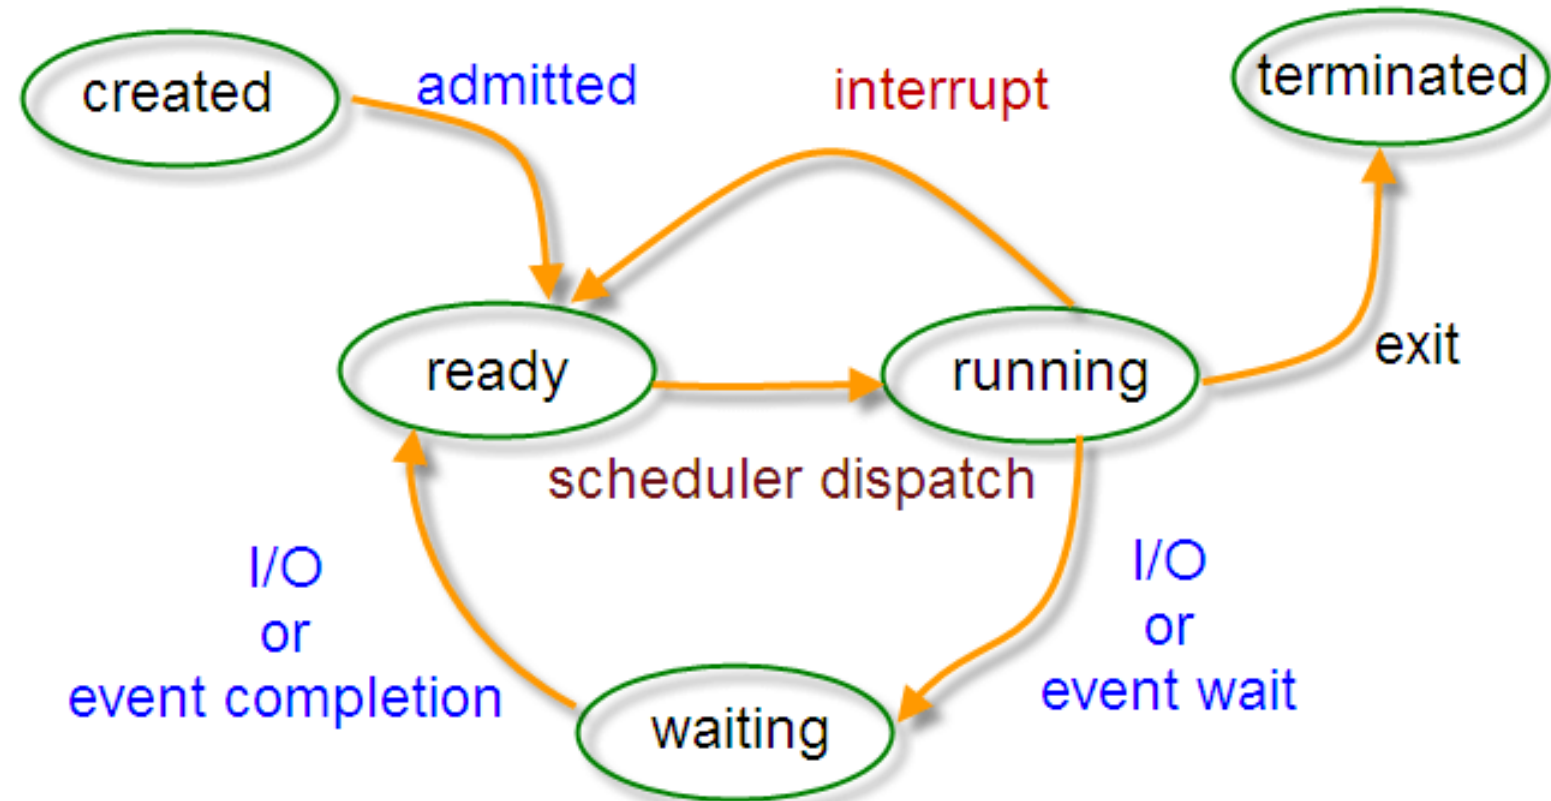 created
admitted
interrupt
terminated
ready
running
exit
scheduler dispatch
I/O
or
event completion
I/O
or
event wait
waiting